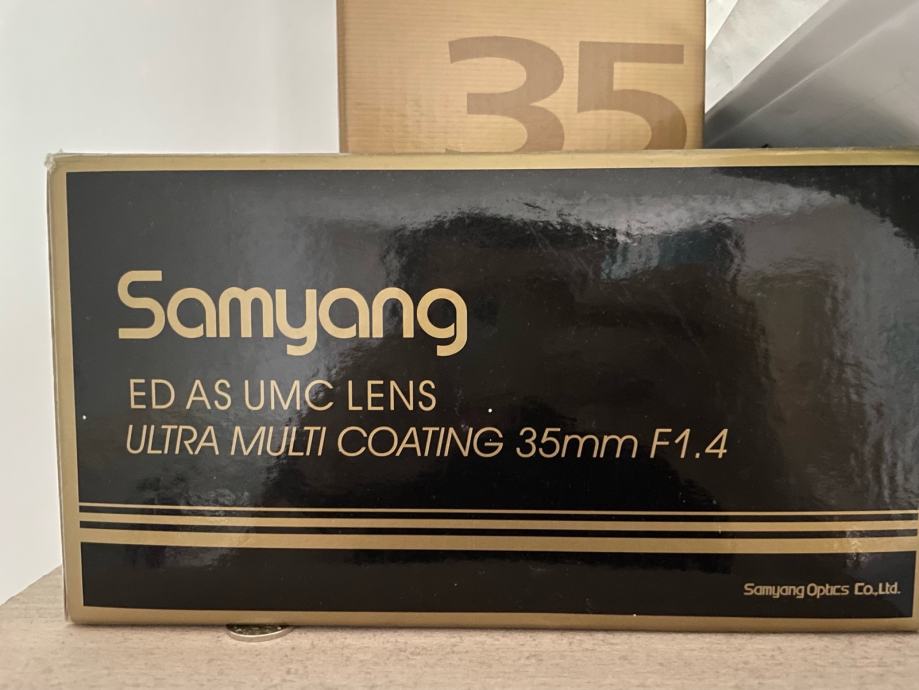 35
Samyang
ED AS UMC LENS
ULTRA MULTI COATING 35mm F1.4
Samyang Optics Co.,Ltd.